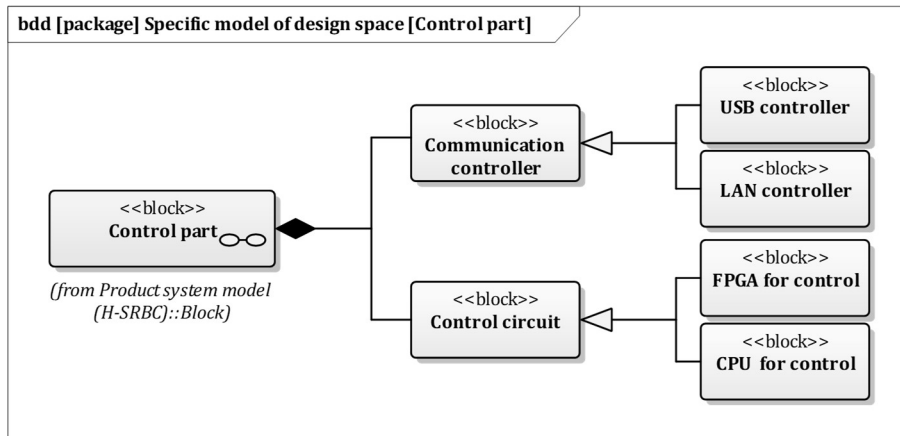 bdd [package] Specific model of design space [Control part]
<<block>>
Control part
(from Product system model
(H-SRBC)::Block)
<<block>>
Communication
controller
<<block>>
Control circuit
<<block>>
USB controller
<<block>>
LAN controller
<<block>>
FPGA for control
<<block>>
CPU for control